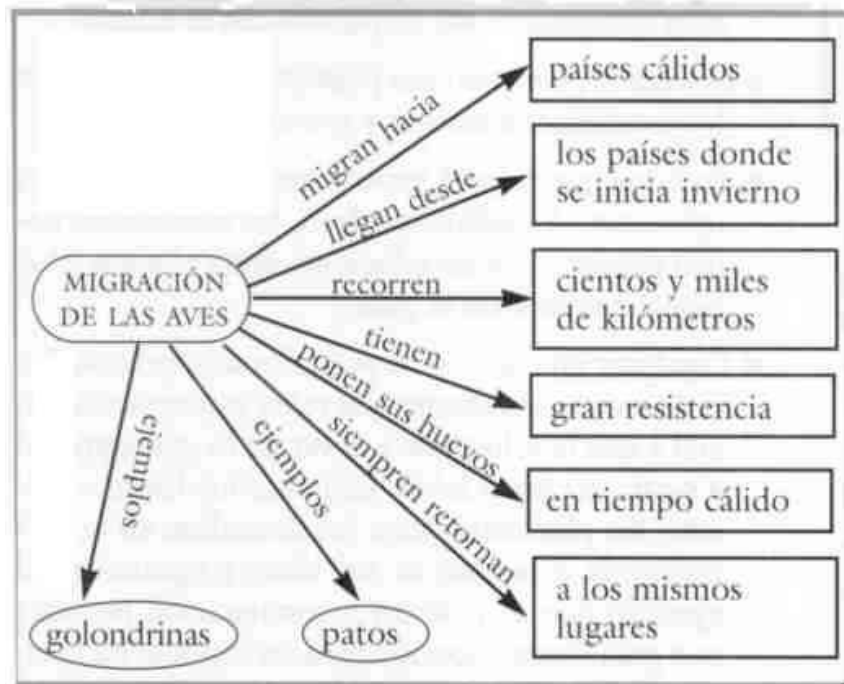 países cálidos
migran hacia
los países donde
se inicia invierno
llegan desde
MIGRACIÓN
DE LAS AVES
recorren
cientos y miles
de kilómetros
tienen
gran resistencia
ponen sus huevos
en tiempo cálido
siempren retornan
a los mismos
lugares
ejemplos
ejemplos
golondrinas
patos